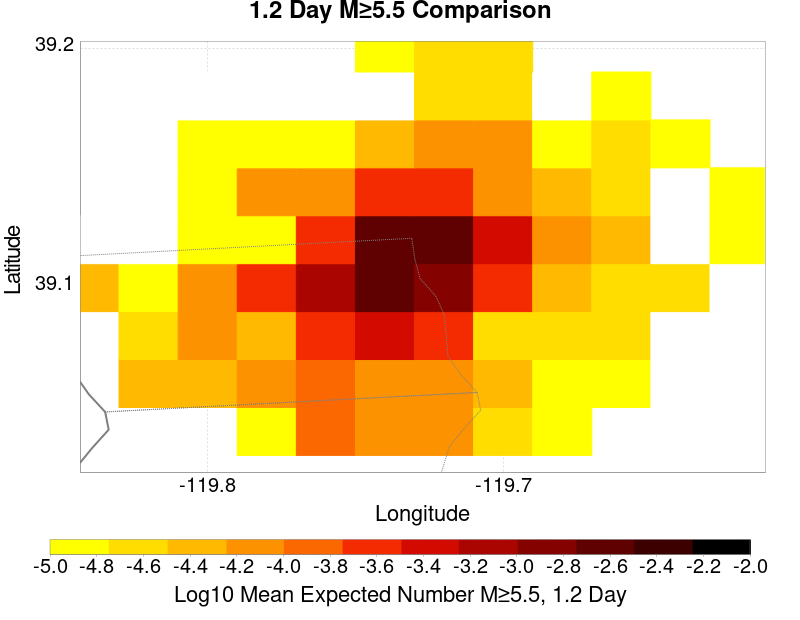 1.2 Day M≥5.5 Comparison
39.2
Latitude
39.1
-119.8 -119.7
Longitude
-5.0 -4.8 -4.6 -4.4 -4.2 -4.0 -3.8 -3.6 -3.4 -3.2 -3.0 -2.8 -2.6 -2.4 -2.2 -2.0
Log10 Mean Expected Number M≥5.5, 1.2 Day